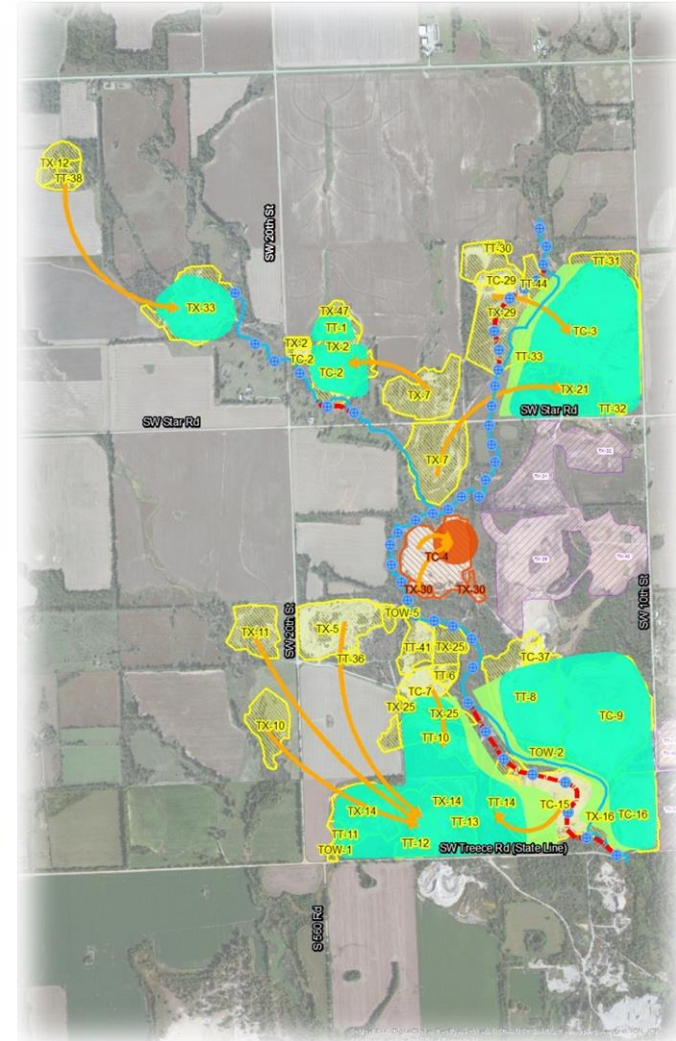 TX-12
TT-38
SW 20th St
TT-30
TC-29
TT-44
TT-31
TX-33
TX-47
TT-1
TX-29
TC-3
TX-2
TX-2
TC-2
TC-2
TT-33
TX-7
TX-21
SW Star Rd
TT-32
SW Star Rd
TX-7
TC-4
TX-30
TX-30
SW 10th St
TOW-5
TX-11
SW 20th St
TX-5
TT-36
TT-41
TX-25
TC-37
TT-6
TC-7
TT-8
TX-25
TX-25
TC-9
TX-10
TT-10
TOW-2
TX-14
TX-14
TT-14
TC-15
TX-16
TC-16
TT-11
TT-13
TT-12
TOW-1
SW Treece Rd (State Line)
S 560 Rd